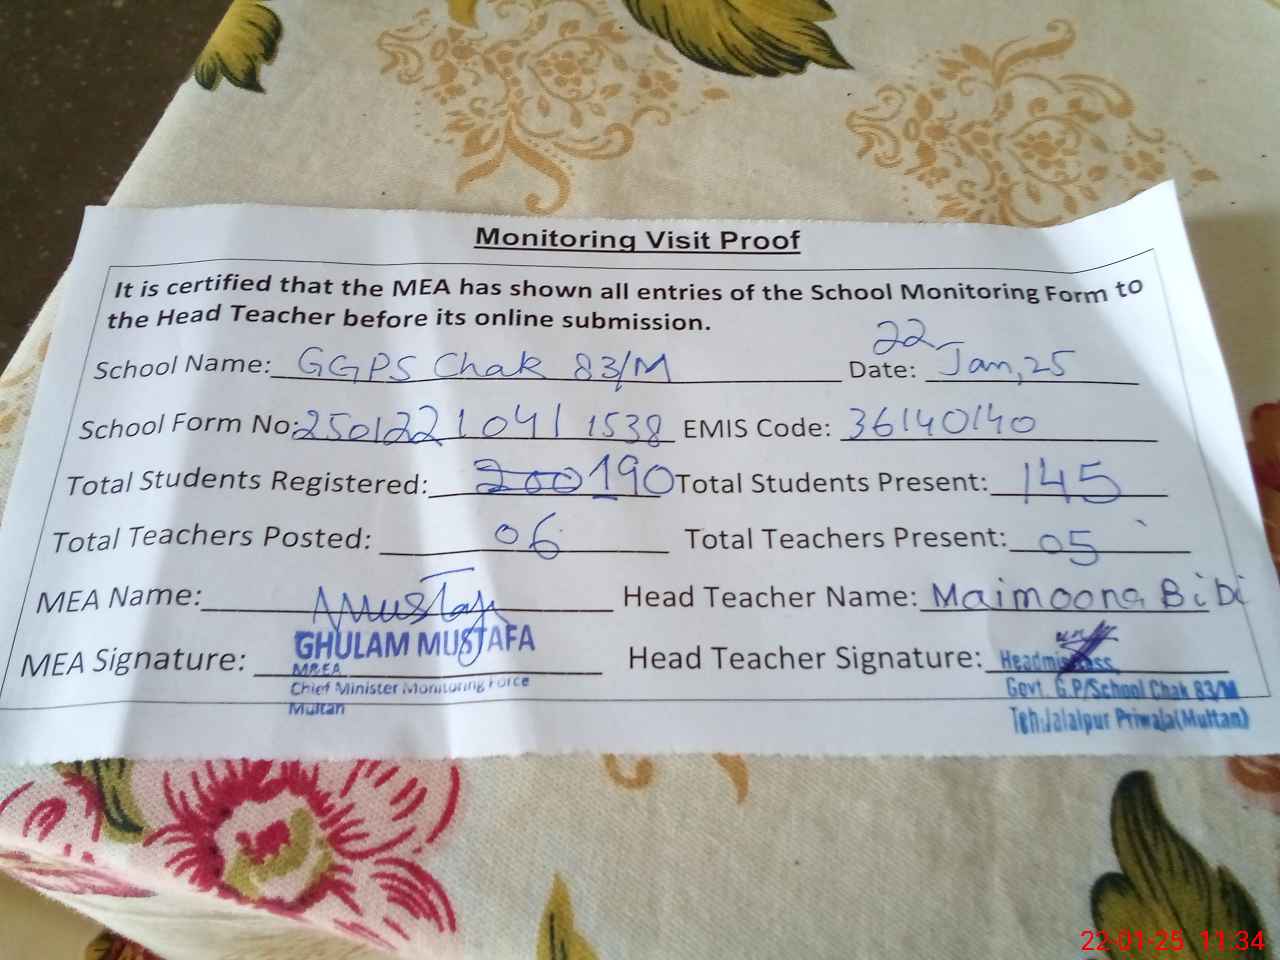 Monitoring Visit Proof
It is certified that the MEA has shown all entries of the School Monitoring Form to
the Head Teacher before its online submission.
School Name: GGPS Chak 83/M Date: 22 Jan, 25
School Form No: 2501221041 1538 EMIS Code: 36140140
Total Students Registered: 200 190 Total Students Present: 145
Total Teachers Posted: 06 Total Teachers Present: 05
MEA Name: Mustafa Head Teacher Name: Maimoona Bibi
GHULAM MUSTAFA
MEA Signature: Head Teacher Signature:
M&EA Headmistress
Chief Minister Monitoring Force Govt. G.P/School Chak 83/M
Multan Teh:Jalalpur Priwala(Multan)
22-01-25 11:34